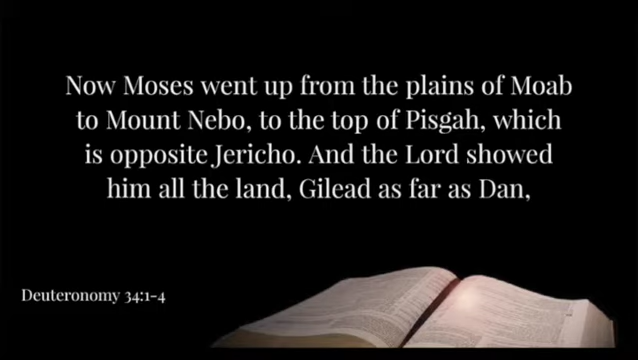 Now Moses went up from the plains of Moab
to Mount Nebo, to the top of Pisgah, which
is opposite Jericho. And the Lord showed
him all the land, Gilead as far as Dan,
Deuteronomy 34:1-4